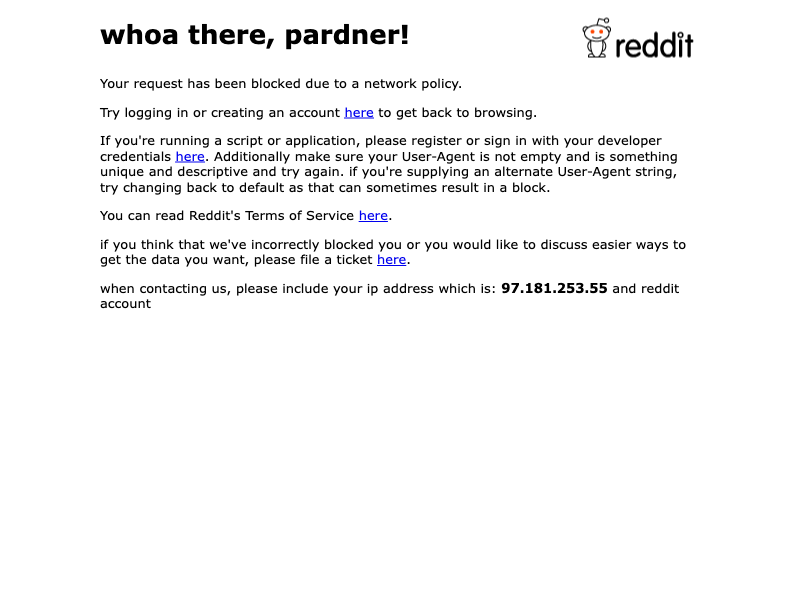 whoa there, pardner!
reddit
Your request has been blocked due to a network policy.
Try logging in or creating an account here to get back to browsing.
If you're running a script or application, please register or sign in with your developer
credentials here. Additionally make sure your User-Agent is not empty and is something
unique and descriptive and try again. if you're supplying an alternate User-Agent string,
try changing back to default as that can sometimes result in a block.
You can read Reddit's Terms of Service here.
if you think that we've incorrectly blocked you or you would like to discuss easier ways to
get the data you want, please file a ticket here.
when contacting us, please include your ip address which is: 97.181.253.55 and reddit
account